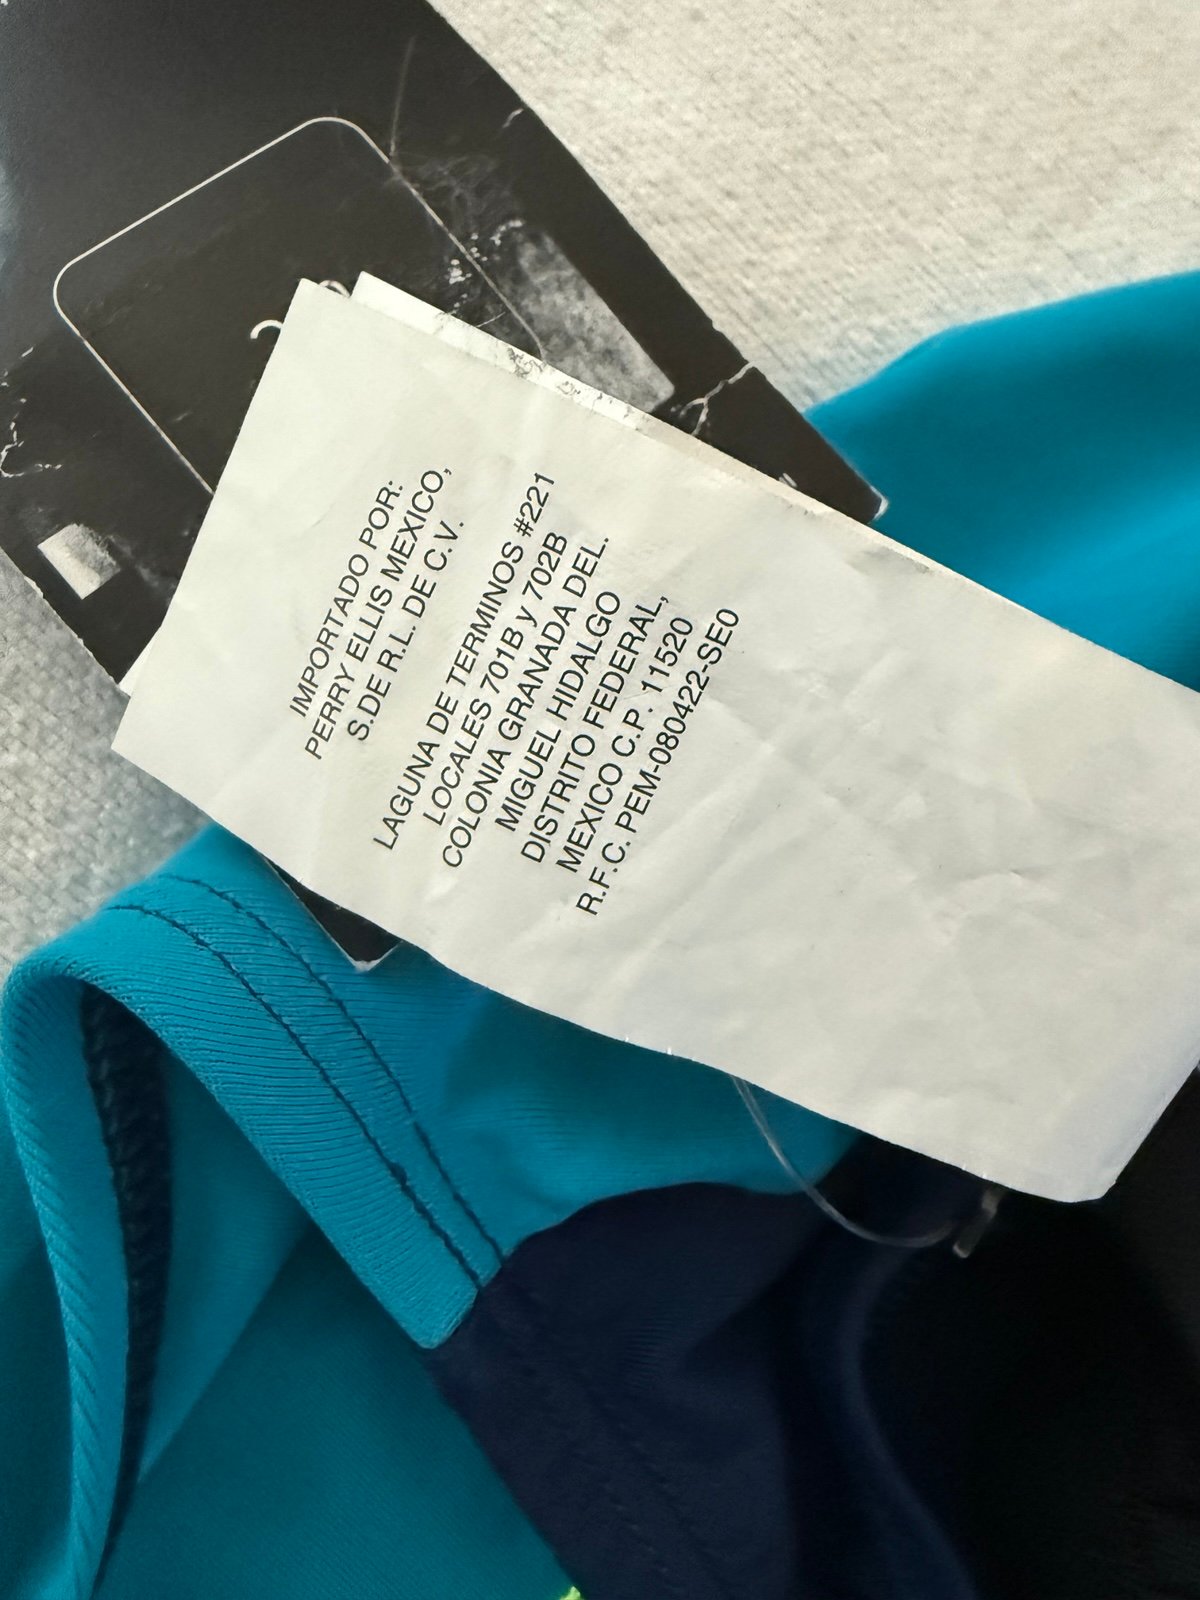 IMPORTADO POR:
PERRY ELLIS MEXICO,
S.DE R.L. DE C.V.
LAGUNA DE TERMINOS #221
LOCALES 701B y 702B
COLONIA GRANADA DEL.
MIGUEL HIDALGO
DISTRITO FEDERAL,
MEXICO C.P. 11520
R.F.C. PEM-080422-SE0